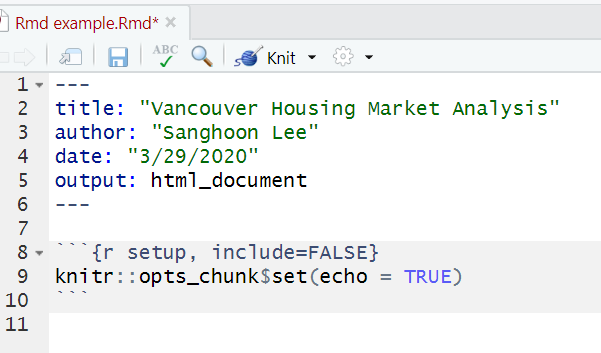 Rmd example.Rmd*
ABC
Knit
1 ---
2 title: "Vancouver Housing Market Analysis"
3 author: "Sanghoon Lee"
4 date: "3/29/2020"
5 output: html_document
6 ---
7
8 ```{r setup, include=FALSE}
9 knitr::opts_chunk$set(echo = TRUE)
10 ```
11